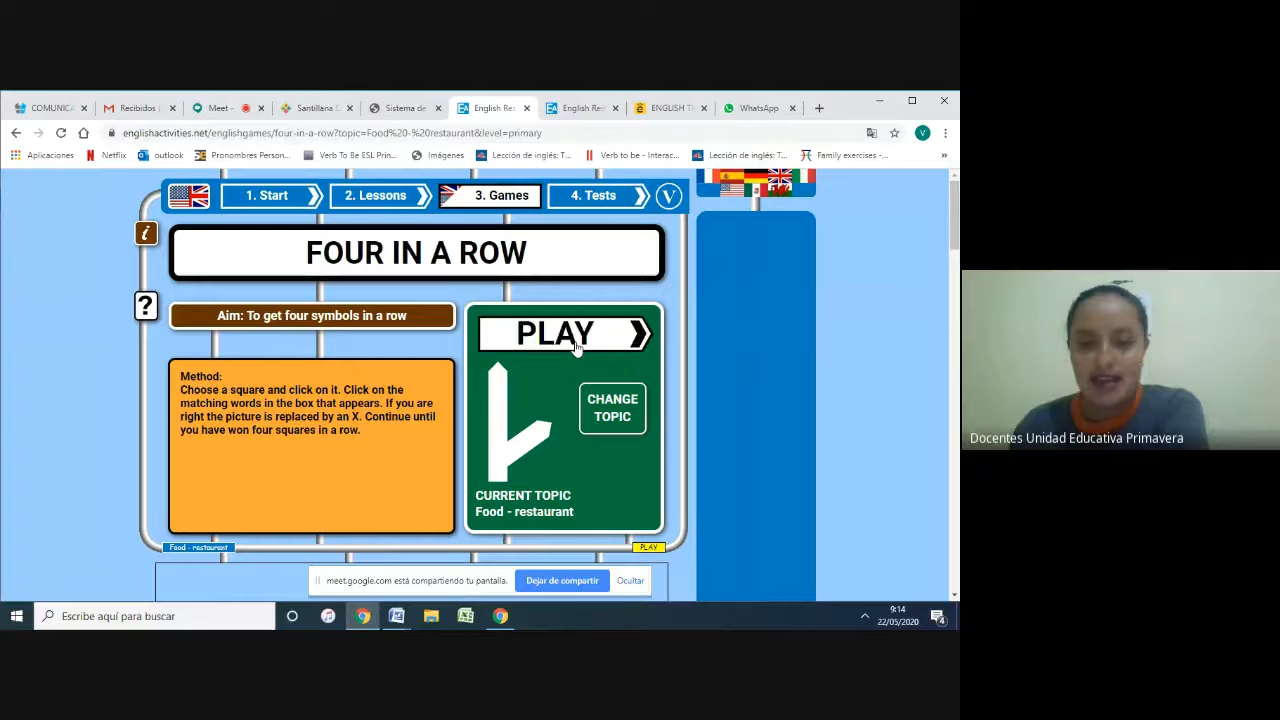 COMUNICA
Recibidos
Meet -
Santillana
Sistema de
English Res
English Res
ENGLISH T
WhatsApp
englishactivities.net/englishgames/four-in-a-row?topic=Food%20-%20restaurant&level=primary
V
Aplicaciones
Netflix
outlook
Pronombres Person...
Verb To Be ESL Prin...
Imágenes
Lección de inglés: T...
Verb to be - Interac...
Lección de inglés: T...
Family exercises -...
»
1. Start
2. Lessons
3. Games
4. Tests
V
i
FOUR IN A ROW
?
Aim: To get four symbols in a row
PLAY
Method:
Choose a square and click on it. Click on the
matching words in the box that appears. If you are
right the picture is replaced by an X. Continue until
you have won four squares in a row.
CHANGE
TOPIC
CURRENT TOPIC
Food - restaurant
Food - restaurant
PLAY
meet.google.com está compartiendo tu pantalla.
Dejar de compartir
Ocultar
Escribe aquí para buscar
9:14
22/05/2020
4
Docentes Unidad Educativa Primavera